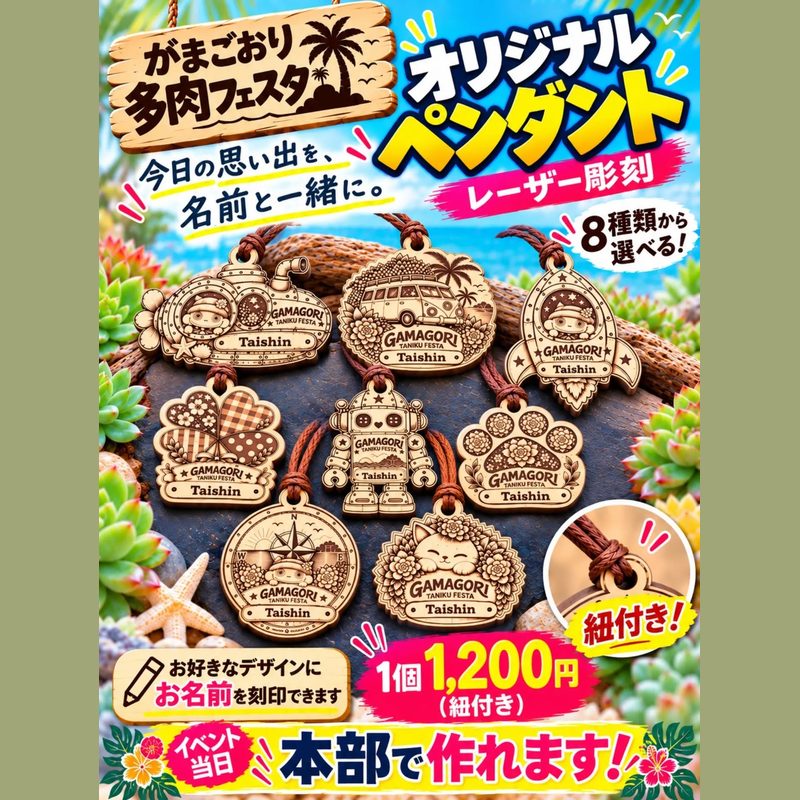 がまごおり
多肉フェスタ
オリジナル
ペンダント
レーザー彫刻
今日の思い出を、
名前と一緒に。
8種類から
選べる!
GAMAGORI
TANIKU FESTA
Taishin
GAMAGORI
TANIKU FESTA
Taishin
GAMAGORI
TANIKU FESTA
Taishin
GAMAGORI
TANIKU FESTA
Taishin
GAMAGORI
TANIKU FESTA
Taishin
GAMAGORI
TANIKU FESTA
Taishin
N
W
E
GAMAGORI
TANIKU FESTA
Taishin
GAMAGORI
TANIKU FESTA
Taishin
紐付き!
お好きなデザインに
お名前を刻印できます
1個1,200円
(紐付き)
イベント
当日
本部で作れます!